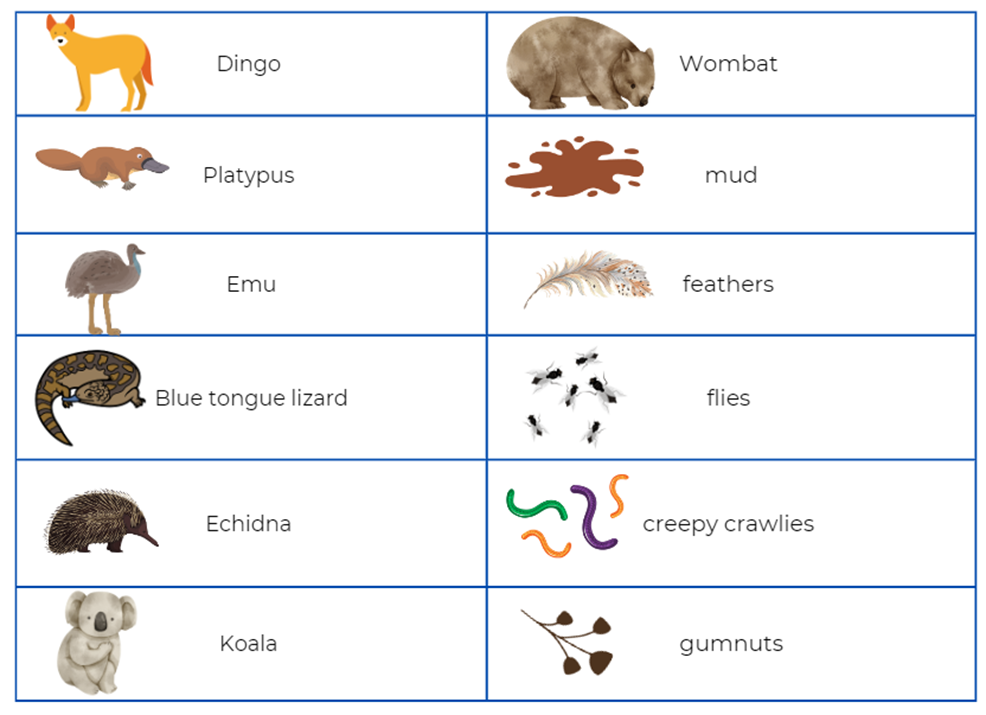 Dingo
Wombat
Platypus
mud
Emu
feathers
Blue tongue lizard
flies
Echidna
creepy crawlies
Koala
gumnuts